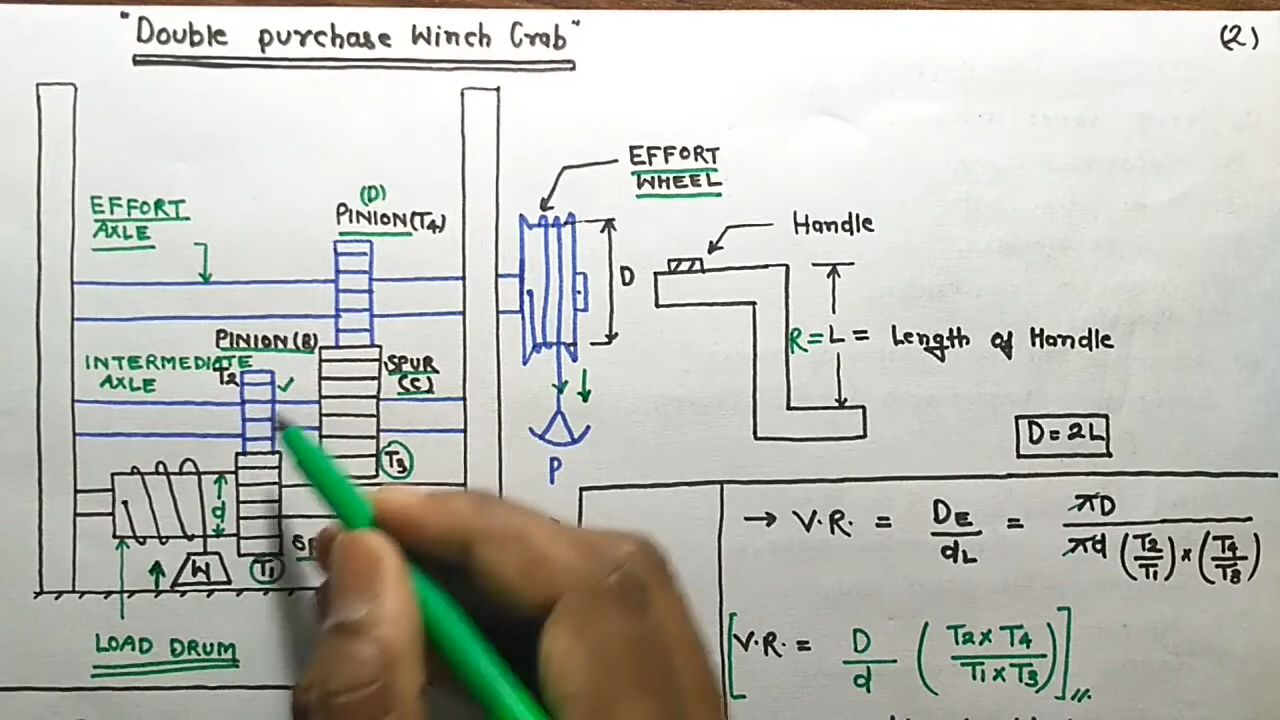 "Double purchase Winch Crab"
(2)
EFFORT
WHEEL
(D)
PINION (T4)
EFFORT
AXLE
Handle
D
PINION (B)
INTERMEDIATE
AXLE
T2
SPUR
(C)
R = L = Length of Handle
D = 2L
T3
P
d
W
T1
LOAD DRUM
→ V.R. = DE/dL = πD / πd (T2/T1) × (T4/T3)
[V.R. = D/d (T2 × T4 / T1 × T3)]